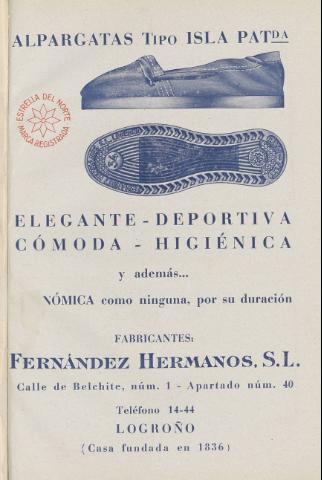 ALPARGATAS TIPO ISLA PATDA
ESTRELLA DEL NORTE
MARCA REGISTRADA
ELEGANTE - DEPORTIVA
CÓMODA - HIGIÉNICA
y además...
NÓMICA como ninguna, por su duración
FABRICANTES:
FERNÁNDEZ HERMANOS, S.L.
Calle de Belchite, núm. 1 - Apartado núm. 40
Teléfono 14-44
LOGROÑO
(Casa fundada en 1836)